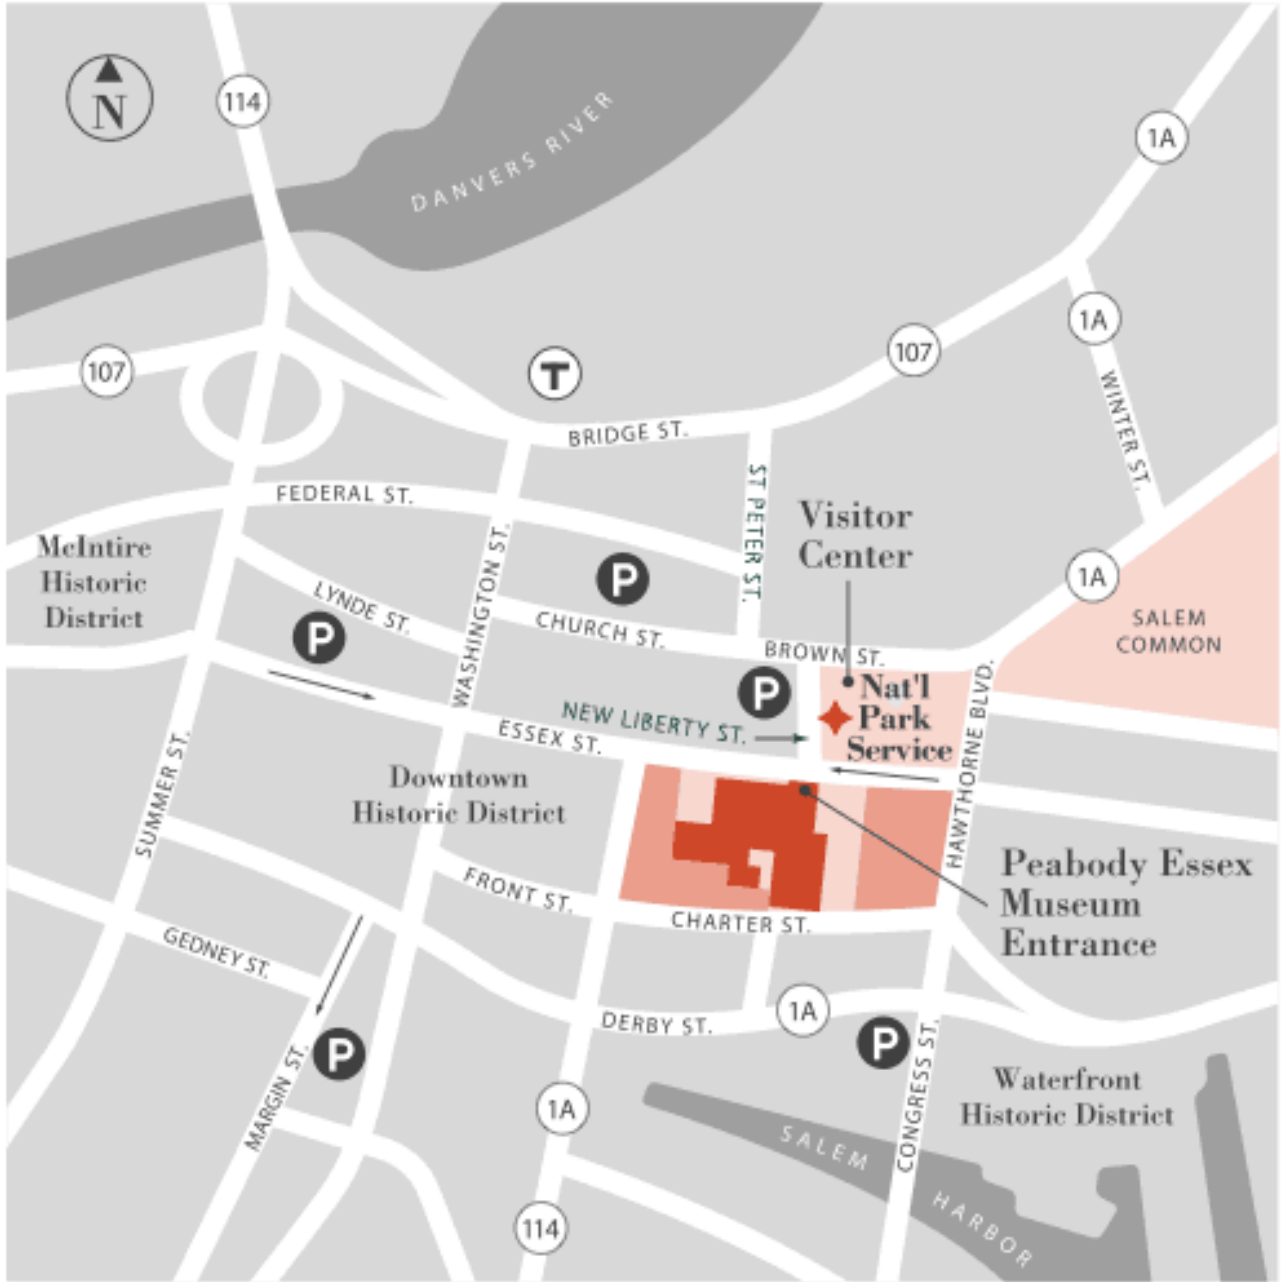 N
114
DANVERS RIVER
1A
107
107
1A
T
BRIDGE ST.
WINTER ST.
ST PETER ST.
FEDERAL ST.
Visitor
Center
McIntire
Historic
District
WASHINGTON ST.
P
1A
LYNDE ST.
P
CHURCH ST.
SALEM
COMMON
BROWN ST.
P
Nat'l
Park
Service
HAWTHORNE BLVD.
NEW LIBERTY ST.
ESSEX ST.
SUMMER ST.
Downtown
Historic District
Peabody Essex
Museum
Entrance
FRONT ST.
CHARTER ST.
GEDNEY ST.
1A
DERBY ST.
P
P
MARGIN ST.
CONGRESS ST.
Waterfront
Historic District
1A
SALEM
HARBOR
114